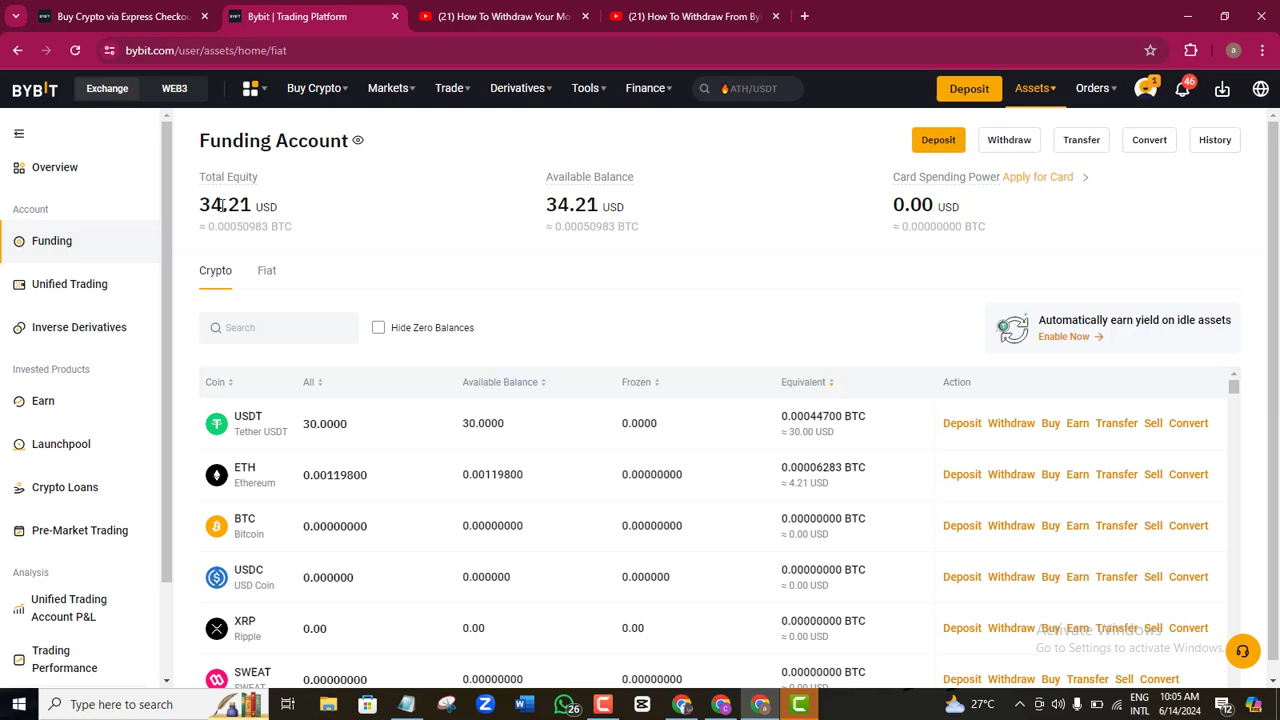 Buy Crypto via Express Checkou
Bybit | Trading Platform
(21) How To Withdraw Your Mo
(21) How To Withdraw From By
bybit.com/user/assets/home/fiat
a
BYBIT
Exchange
WEB3
Buy Crypto
Markets
Trade
Derivatives
Tools
Finance
ATH/USDT
Deposit
Assets
1
Orders
46
Overview
Account
Funding
Unified Trading
Inverse Derivatives
Invested Products
Earn
Launchpool
Crypto Loans
Pre-Market Trading
Analysis
Unified Trading
Account P&L
Trading
Performance
Funding Account
Deposit
Withdraw
Transfer
Convert
History
Total Equity
34.21 USD
≈ 0.00050983 BTC
Available Balance
34.21 USD
≈ 0.00050983 BTC
Card Spending Power Apply for Card
0.00 USD
≈ 0.00000000 BTC
Crypto
Fiat
Search
Hide Zero Balances
Automatically earn yield on idle assets
Enable Now
Coin All Available Balance Frozen Equivalent Action
USDT
Tether USDT
30.0000
30.0000
0.0000
0.00044700 BTC
≈ 30.00 USD
Deposit Withdraw Buy Earn Transfer Sell Convert
ETH
Ethereum
0.00119800
0.00119800
0.00000000
0.00006283 BTC
≈ 4.21 USD
Deposit Withdraw Buy Earn Transfer Sell Convert
BTC
Bitcoin
0.00000000
0.00000000
0.00000000
0.00000000 BTC
≈ 0.00 USD
Deposit Withdraw Buy Earn Transfer Sell Convert
USDC
USD Coin
0.000000
0.000000
0.000000
0.00000000 BTC
≈ 0.00 USD
Deposit Withdraw Buy Earn Transfer Sell Convert
XRP
Ripple
0.00
0.00
0.00
0.00000000 BTC
≈ 0.00 USD
Deposit Withdraw Buy Earn Transfer Sell Convert
SWEAT
SWEAT
0.00000000
0.00000000
0.00000000
0.00000000 BTC
Deposit Withdraw Buy Earn Transfer Sell
Activate Windows
Go to Settings to activate Windows.
Type here to search
26
27°C
ENG
INTL
10:05 AM
6/14/2024
12